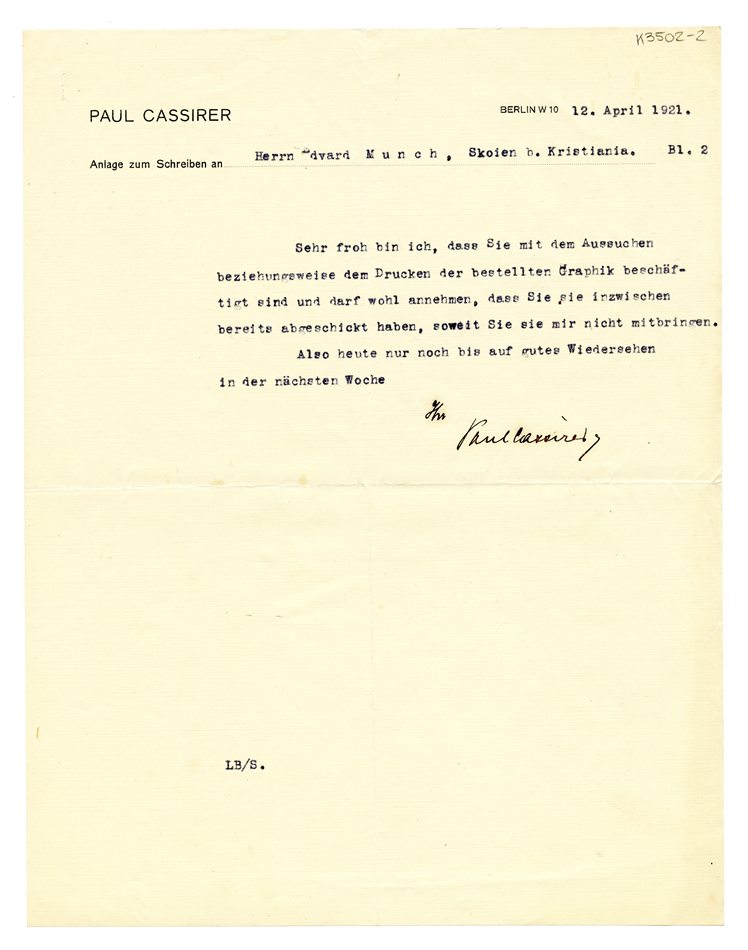 K3502-2
PAUL CASSIRER
BERLIN W 10 12. April 1921.
Anlage zum Schreiben an Herrn Edvard Munch, Skoien b. Kristiania. Bl. 2
Sehr froh bin ich, dass Sie mit dem Aussuchen
beziehungsweise dem Drucken der bestellten Graphik beschäf-
tigt sind und darf wohl annehmen, dass Sie sie inzwischen
bereits abgeschickt haben, soweit Sie sie mir nicht mitbringen.
Also heute nur noch bis auf gutes Wiedersehen
in der nächsten Woche
Ihr
Paul Cassirer
LB/S.